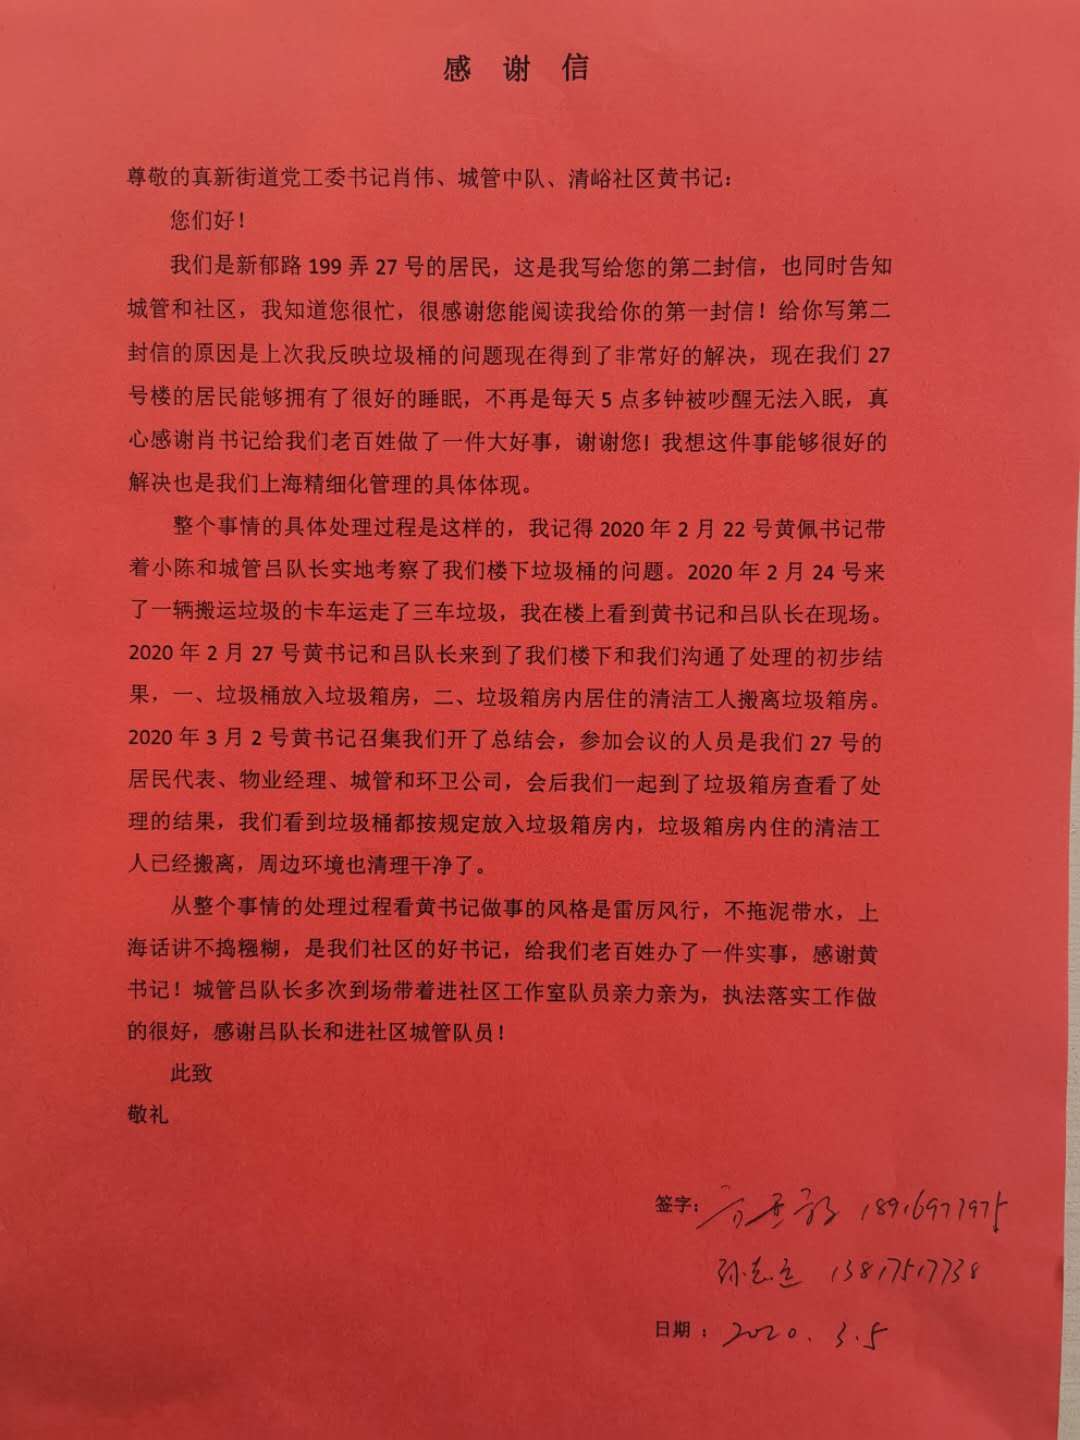 感 谢 信
尊敬的真新街道党工委书记肖伟、城管中队、清峪社区黄书记：
您们好！
我们是新郁路 199 弄 27 号的居民，这是我写给您的第二封信，也同时告知
城管和社区，我知道您很忙，很感谢您能阅读我给你的第一封信！给你写第二
封信的原因是上次我反映垃圾桶的问题现在得到了非常好的解决，现在我们 27
号楼的居民能够拥有了很好的睡眠，不再是每天 5 点多钟被吵醒无法入眠，真
心感谢肖书记给我们老百姓做了一件大好事，谢谢您！我想这件事能够很好的
解决也是我们上海精细化管理的具体体现。
整个事情的具体处理过程是这样的，我记得 2020 年 2 月 22 号黄佩书记带
着小陈和城管吕队长实地考察了我们楼下垃圾桶的问题。2020 年 2 月 24 号来
了一辆搬运垃圾的卡车运走了三车垃圾，我在楼上看到黄书记和吕队长在现场。
2020 年 2 月 27 号黄书记和吕队长来到了我们楼下和我们沟通了处理的初步结
果，一、垃圾桶放入垃圾箱房，二、垃圾箱房内居住的清洁工人搬离垃圾箱房。
2020 年 3 月 2 号黄书记召集我们开了总结会，参加会议的人员是我们 27 号的
居民代表、物业经理、城管和环卫公司，会后我们一起到了垃圾箱房查看了处
理的结果，我们看到垃圾桶都按规定放入垃圾箱房内，垃圾箱房内住的清洁工
人已经搬离，周边环境也清理干净了。
从整个事情的处理过程看黄书记做事的风格是雷厉风行，不拖泥带水，上
海话讲不捣糨糊，是我们社区的好书记，给我们老百姓办了一件实事，感谢黄
书记！城管吕队长多次到场带着进社区工作室队员亲力亲为，执法落实工作做
的很好，感谢吕队长和进社区城管队员！
此致
敬礼
签字： 18916977975
13817517738
日期 ：2020.3.5